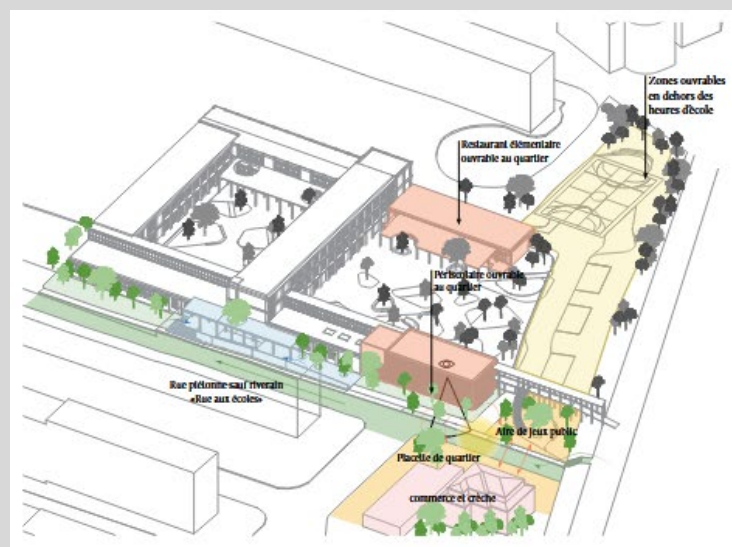 Zones ouvrables
en dehors des
heures d'école
Restaurant élémentaire
ouvrable au quartier
Périscolaire ouvrable
au quartier
Rue piétonne sauf riverain
«Rue aux écoles»
Aire de jeux public
Placette de quartier
commerce et crèche